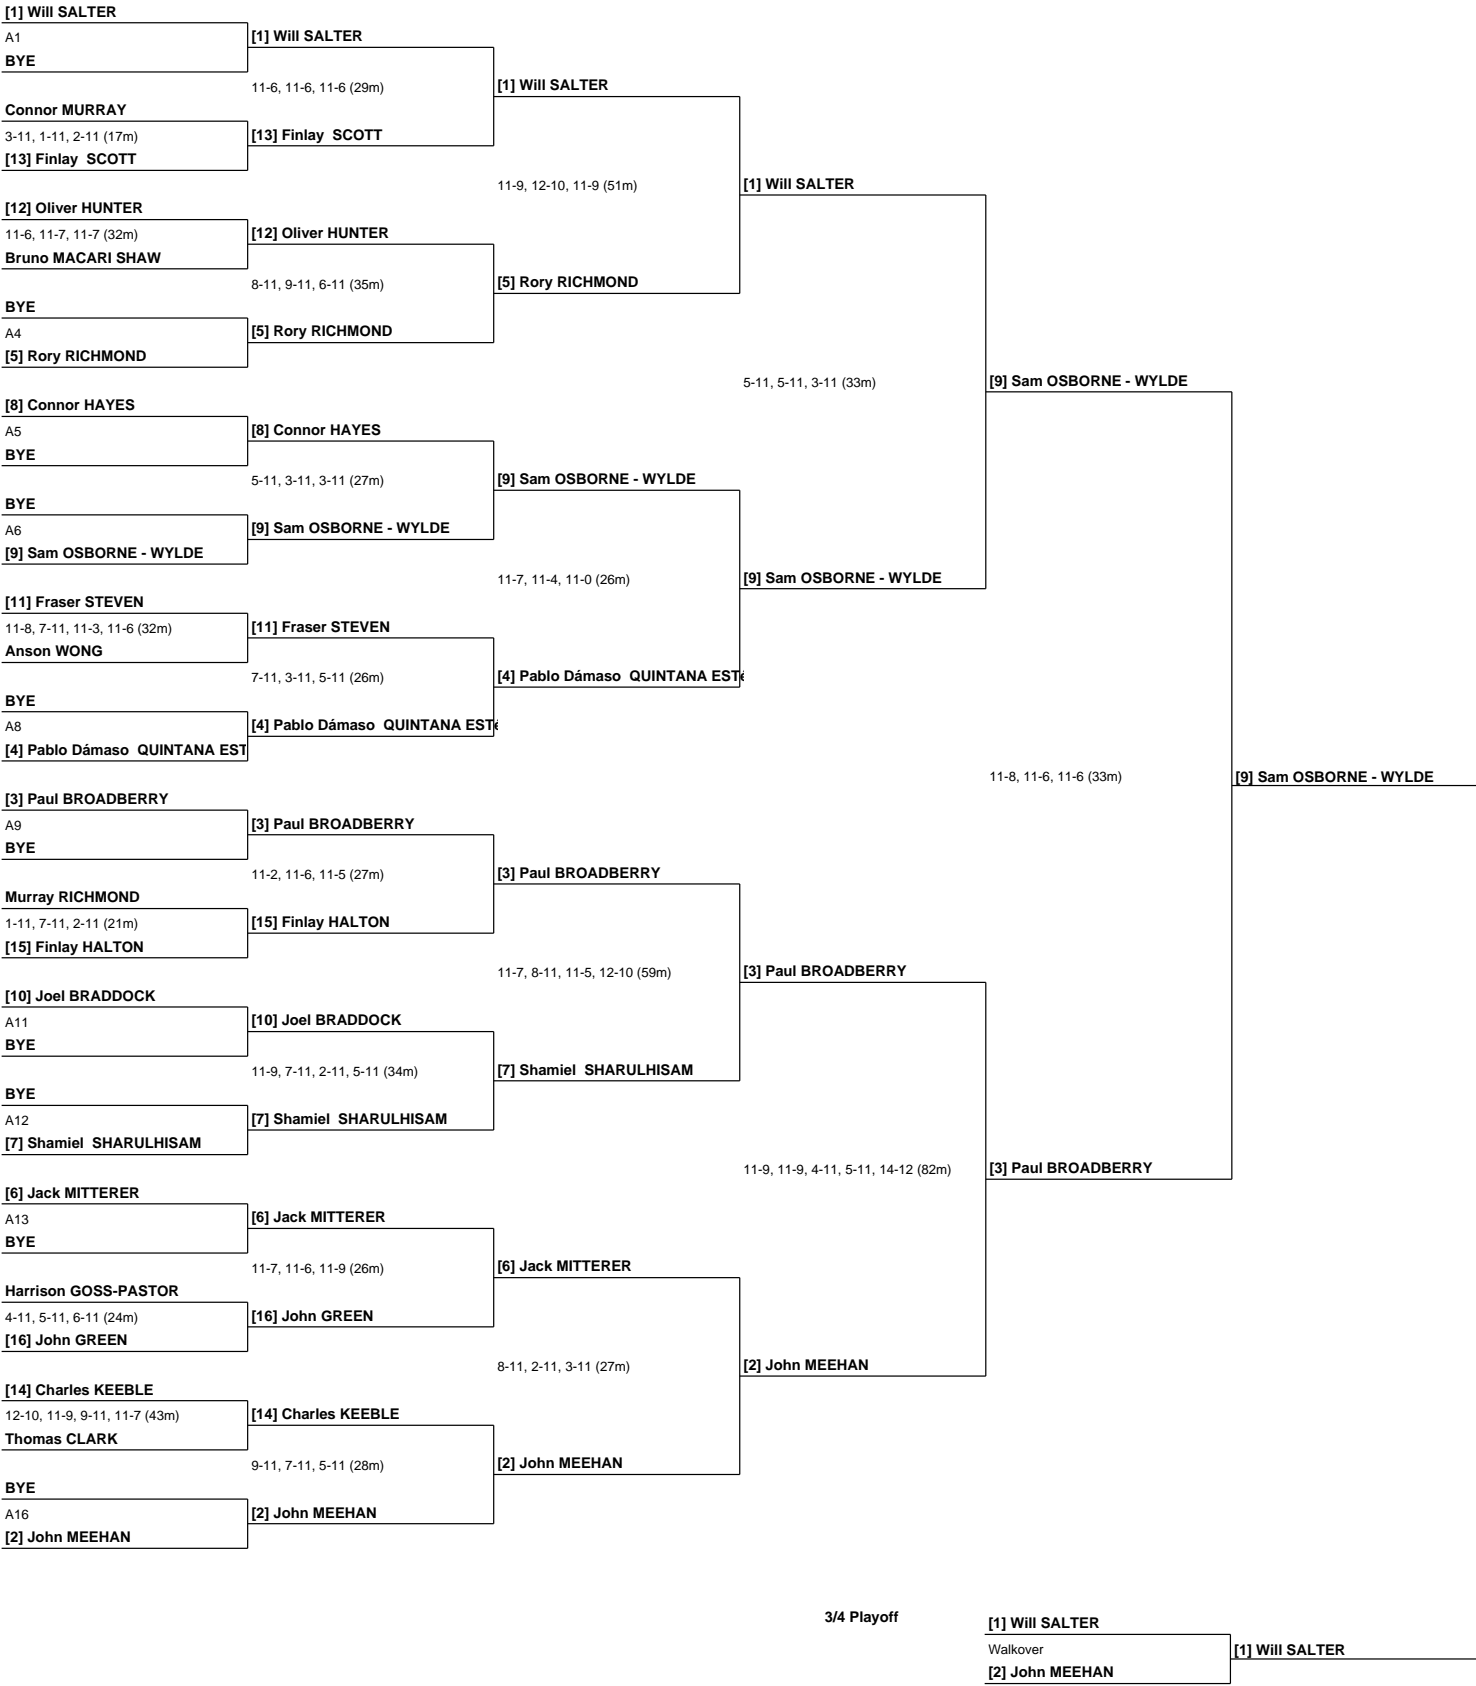 [1] Will SALTER
A1
BYE
[1] Will SALTER
11-6, 11-6, 11-6 (29m)
Connor MURRAY
3-11, 1-11, 2-11 (17m)
[13] Finlay SCOTT
[13] Finlay SCOTT
[1] Will SALTER
11-9, 12-10, 11-9 (51m)
[12] Oliver HUNTER
11-6, 11-7, 11-7 (32m)
Bruno MACARI SHAW
[12] Oliver HUNTER
8-11, 9-11, 6-11 (35m)
BYE
A4
[5] Rory RICHMOND
[5] Rory RICHMOND
[5] Rory RICHMOND
[1] Will SALTER
5-11, 5-11, 3-11 (33m)
[8] Connor HAYES
A5
BYE
[8] Connor HAYES
5-11, 3-11, 3-11 (27m)
BYE
A6
[9] Sam OSBORNE - WYLDE
[9] Sam OSBORNE - WYLDE
[9] Sam OSBORNE - WYLDE
11-7, 11-4, 11-0 (26m)
[11] Fraser STEVEN
11-8, 7-11, 11-3, 11-6 (32m)
Anson WONG
[11] Fraser STEVEN
7-11, 3-11, 5-11 (26m)
BYE
A8
[4] Pablo Dámaso QUINTANA EST
[4] Pablo Dámaso QUINTANA ESTé
[4] Pablo Dámaso QUINTANA ESTé
[9] Sam OSBORNE - WYLDE
[9] Sam OSBORNE - WYLDE
11-8, 11-6, 11-6 (33m)
[9] Sam OSBORNE - WYLDE
[3] Paul BROADBERRY
A9
BYE
[3] Paul BROADBERRY
11-2, 11-6, 11-5 (27m)
Murray RICHMOND
1-11, 7-11, 2-11 (21m)
[15] Finlay HALTON
[15] Finlay HALTON
[3] Paul BROADBERRY
11-7, 8-11, 11-5, 12-10 (59m)
[10] Joel BRADDOCK
A11
BYE
[10] Joel BRADDOCK
11-9, 7-11, 2-11, 5-11 (34m)
BYE
A12
[7] Shamiel SHARULHISAM
[7] Shamiel SHARULHISAM
[7] Shamiel SHARULHISAM
[3] Paul BROADBERRY
11-9, 11-9, 4-11, 5-11, 14-12 (82m)
[3] Paul BROADBERRY
[6] Jack MITTERER
A13
BYE
[6] Jack MITTERER
11-7, 11-6, 11-9 (26m)
Harrison GOSS-PASTOR
4-11, 5-11, 6-11 (24m)
[16] John GREEN
[16] John GREEN
[6] Jack MITTERER
8-11, 2-11, 3-11 (27m)
[14] Charles KEEBLE
12-10, 11-9, 9-11, 11-7 (43m)
Thomas CLARK
[14] Charles KEEBLE
9-11, 7-11, 5-11 (28m)
BYE
A16
[2] John MEEHAN
[2] John MEEHAN
[2] John MEEHAN
[2] John MEEHAN
3/4 Playoff
[1] Will SALTER
Walkover
[2] John MEEHAN
[1] Will SALTER